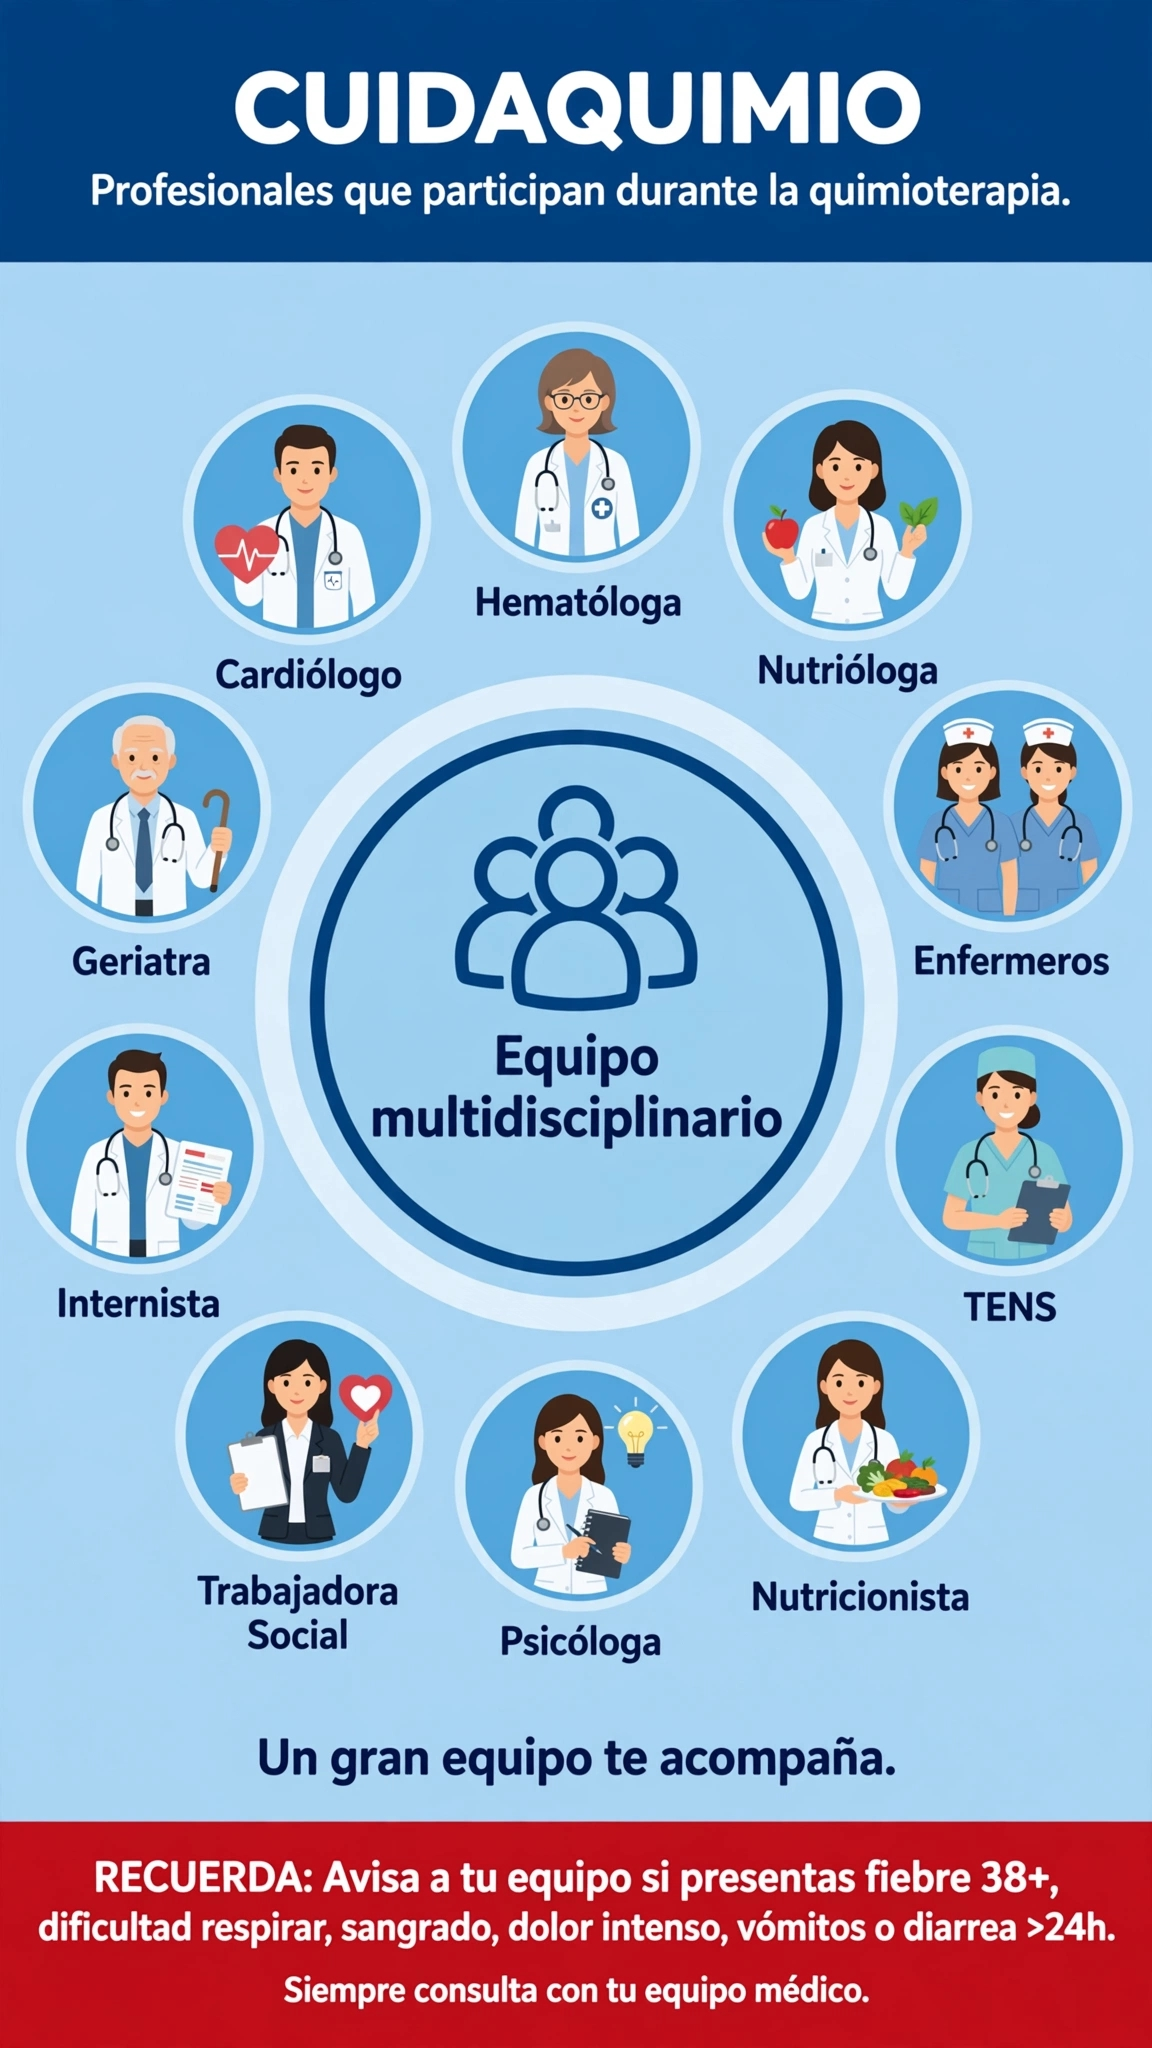 CUIDAQUIMIO
Profesionales que participan durante la quimioterapia.
Hematóloga
Cardiólogo
Nutrióloga
Geriatra
Enfermeros
Equipo
multidisciplinario
Internista
TENS
Trabajadora
Social
Psicóloga
Nutricionista
Un gran equipo te acompaña.
RECUERDA: Avisa a tu equipo si presentas fiebre 38+,
dificultad respirar, sangrado, dolor intenso, vómitos o diarrea >24h.
Siempre consulta con tu equipo médico.